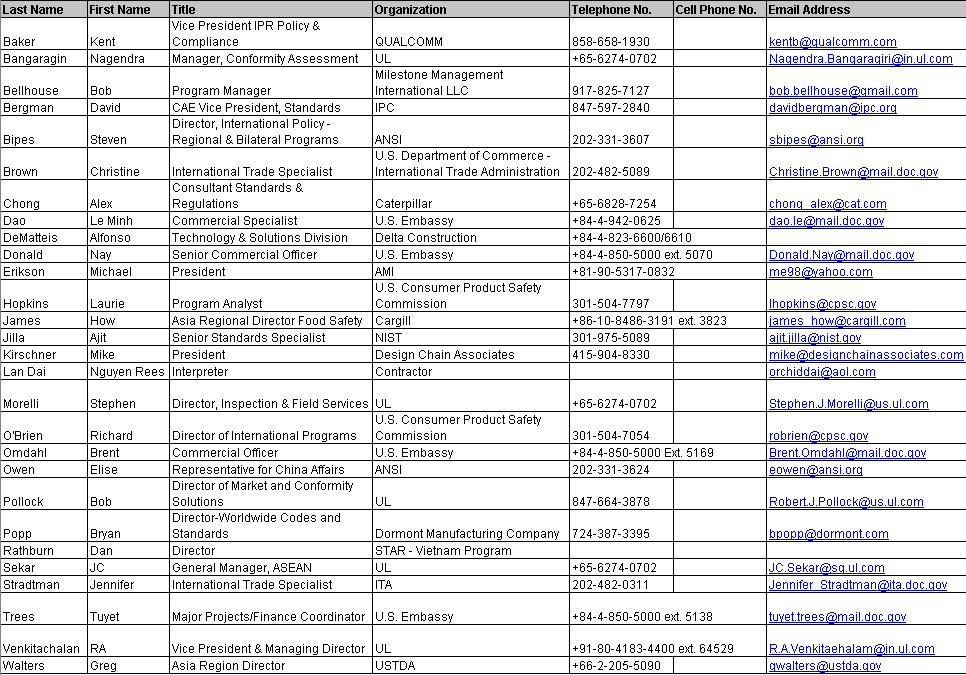 Last Name First Name Title Organization Telephone No. Cell Phone No. Email Address
Vice President IPR Policy &
Baker Kent Compliance QUALCOMM 858-658-1930 kentb@qualcomm.com
Bangaragin Nagendra Manager, Conformity Assessment UL +65-6274-0702 Nagendra.Bangaragiri@in.ul.com
Milestone Management
Bellhouse Bob Program Manager International LLC 917-825-7127 bob.bellhouse@gmail.com
Bergman David CAE Vice President, Standards IPC 847-597-2840 davidbergman@ipc.org
Director, International Policy -
Bipes Steven Regional & Bilateral Programs ANSI 202-331-3607 sbipes@ansi.org
U.S. Department of Commerce -
Brown Christine International Trade Specialist International Trade Administration 202-482-5089 Christine.Brown@mail.doc.gov
Consultant Standards &
Chong Alex Regulations Caterpillar +65-6828-7254 chong_alex@cat.com
Dao Le Minh Commercial Specialist U.S. Embassy +84-4-942-0625 dao.le@mail.doc.gov
DeMatteis Alfonso Technology & Solutions Division Delta Construction +84-4-823-6600/6610
Donald Nay Senior Commercial Officer U.S. Embassy +84-4-850-5000 ext. 5070 Donald.Nay@mail.doc.gov
Erikson Michael President AMI +81-90-5317-0832 me98@yahoo.com
U.S. Consumer Product Safety
Hopkins Laurie Program Analyst Commission 301-504-7797 lhopkins@cpsc.gov
James How Asia Regional Director Food Safety Cargill +86-10-8486-3191 ext. 3823 james_how@cargill.com
Jilla Ajit Senior Standards Specialist NIST 301-975-5089 ajit.jilla@nist.gov
Kirschner Mike President Design Chain Associates 415-904-8330 mike@designchainassociates.com
Lan Dai Nguyen Rees Interpreter Contractor orchiddai@aol.com
Morelli Stephen Director, Inspection & Field Services UL +65-6274-0702 Stephen.J.Morelli@us.ul.com
U.S. Consumer Product Safety
O'Brien Richard Director of International Programs Commission 301-504-7054 robrien@cpsc.gov
Omdahl Brent Commercial Officer U.S. Embassy +84-4-850-5000 Ext. 5169 Brent.Omdahl@mail.doc.gov
Owen Elise Representative for China Affairs ANSI 202-331-3624 eowen@ansi.org
Director of Market and Conformity
Pollock Bob Solutions UL 847-664-3878 Robert.J.Pollock@us.ul.com
Director-Worldwide Codes and
Popp Bryan Standards Dormont Manufacturing Company 724-387-3395 bpopp@dormont.com
Rathburn Dan Director STAR - Vietnam Program
Sekar JC General Manager, ASEAN UL +65-6274-0702 JC.Sekar@sg.ul.com
Stradtman Jennifer International Trade Specialist ITA 202-482-0311 Jennifer_Stradtman@ita.doc.gov
Trees Tuyet Major Projects/Finance Coordinator U.S. Embassy +84-4-850-5000 ext. 5138 tuyet.trees@mail.doc.gov
Venkitachalan RA Vice President & Managing Director UL +91-80-4183-4400 ext. 64529 R.A.Venkitaehalam@in.ul.com
Walters Greg Asia Region Director USTDA +66-2-205-5090 gwalters@ustda.gov